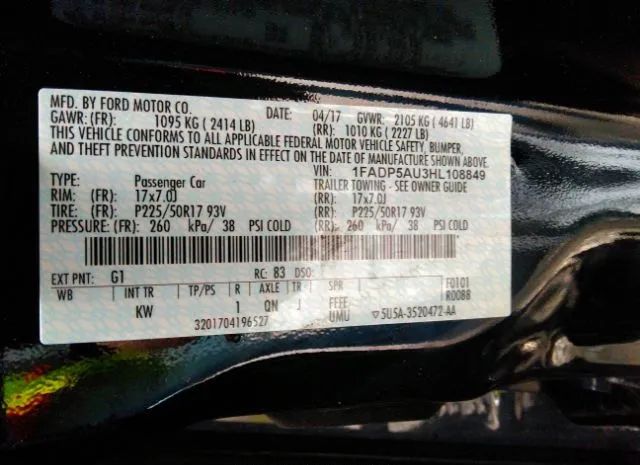 MFD. BY FORD MOTOR CO.
DATE: 04/17 GVWR: 2105 KG ( 4641 LB)
GAWR: (FR): 1095 KG ( 2414 LB) (RR): 1010 KG ( 2227 LB)
THIS VEHICLE CONFORMS TO ALL APPLICABLE FEDERAL MOTOR VEHICLE SAFETY, BUMPER,
AND THEFT PREVENTION STANDARDS IN EFFECT ON THE DATE OF MANUFACTURE SHOWN ABOVE.
VIN: 1FADP5AU3HL108849
TYPE: Passenger Car TRAILER TOWING - SEE OWNER GUIDE
RIM: (FR): 17x7.0J (RR): 17x7.0J
TIRE: (FR): P225/50R17 93V (RR): P225/50R17 93V
PRESSURE: (FR): 260 kPa/ 38 PSI COLD (RR): 260 kPa/ 38 PSI COLD
EXT PNT: G1 RC: 83 DSO: F0101
WB INT TR TP/PS R AXLE TR SPR R0088
KW 1 QN J FEFE
3201704196527 UMU ▽5U5A-3520472-AA